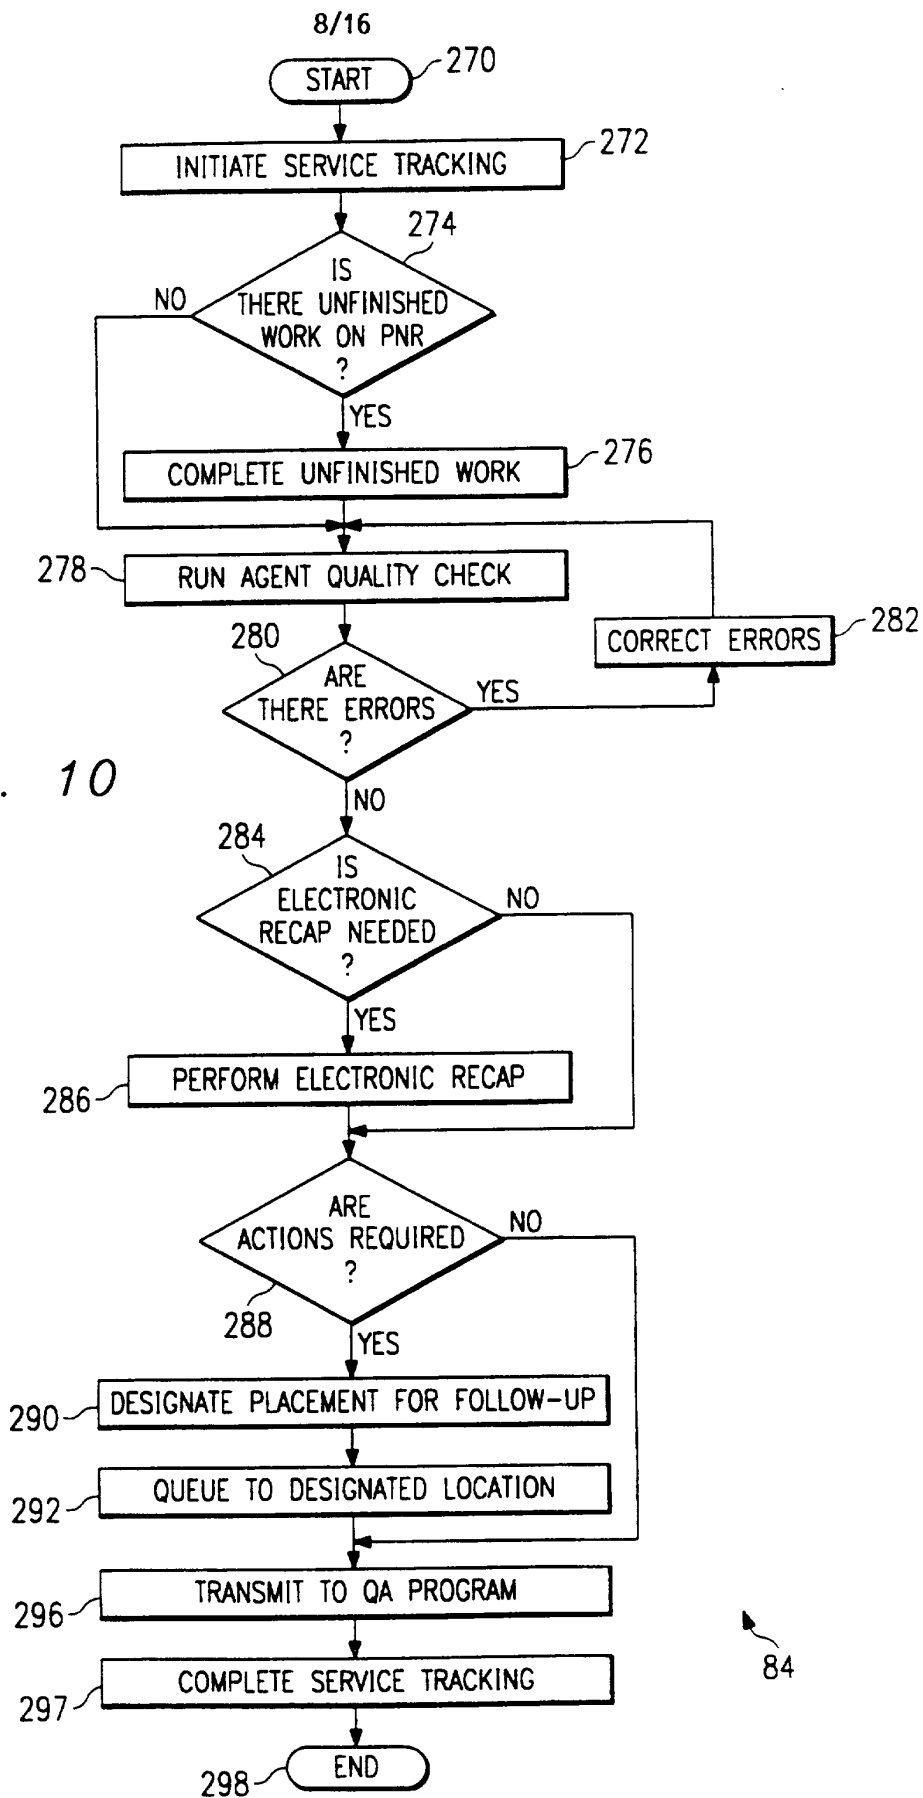 8/16
START
270
INITIATE SERVICE TRACKING
272
274
IS
THERE UNFINISHED
WORK ON PNR
?
NO
YES
COMPLETE UNFINISHED WORK
276
278
RUN AGENT QUALITY CHECK
280
ARE
THERE ERRORS
?
YES
CORRECT ERRORS
282
. 10
NO
284
IS
ELECTRONIC
RECAP NEEDED
?
NO
YES
286
PERFORM ELECTRONIC RECAP
ARE
ACTIONS REQUIRED
?
NO
288
YES
290
DESIGNATE PLACEMENT FOR FOLLOW-UP
292
QUEUE TO DESIGNATED LOCATION
296
TRANSMIT TO QA PROGRAM
84
297
COMPLETE SERVICE TRACKING
298
END